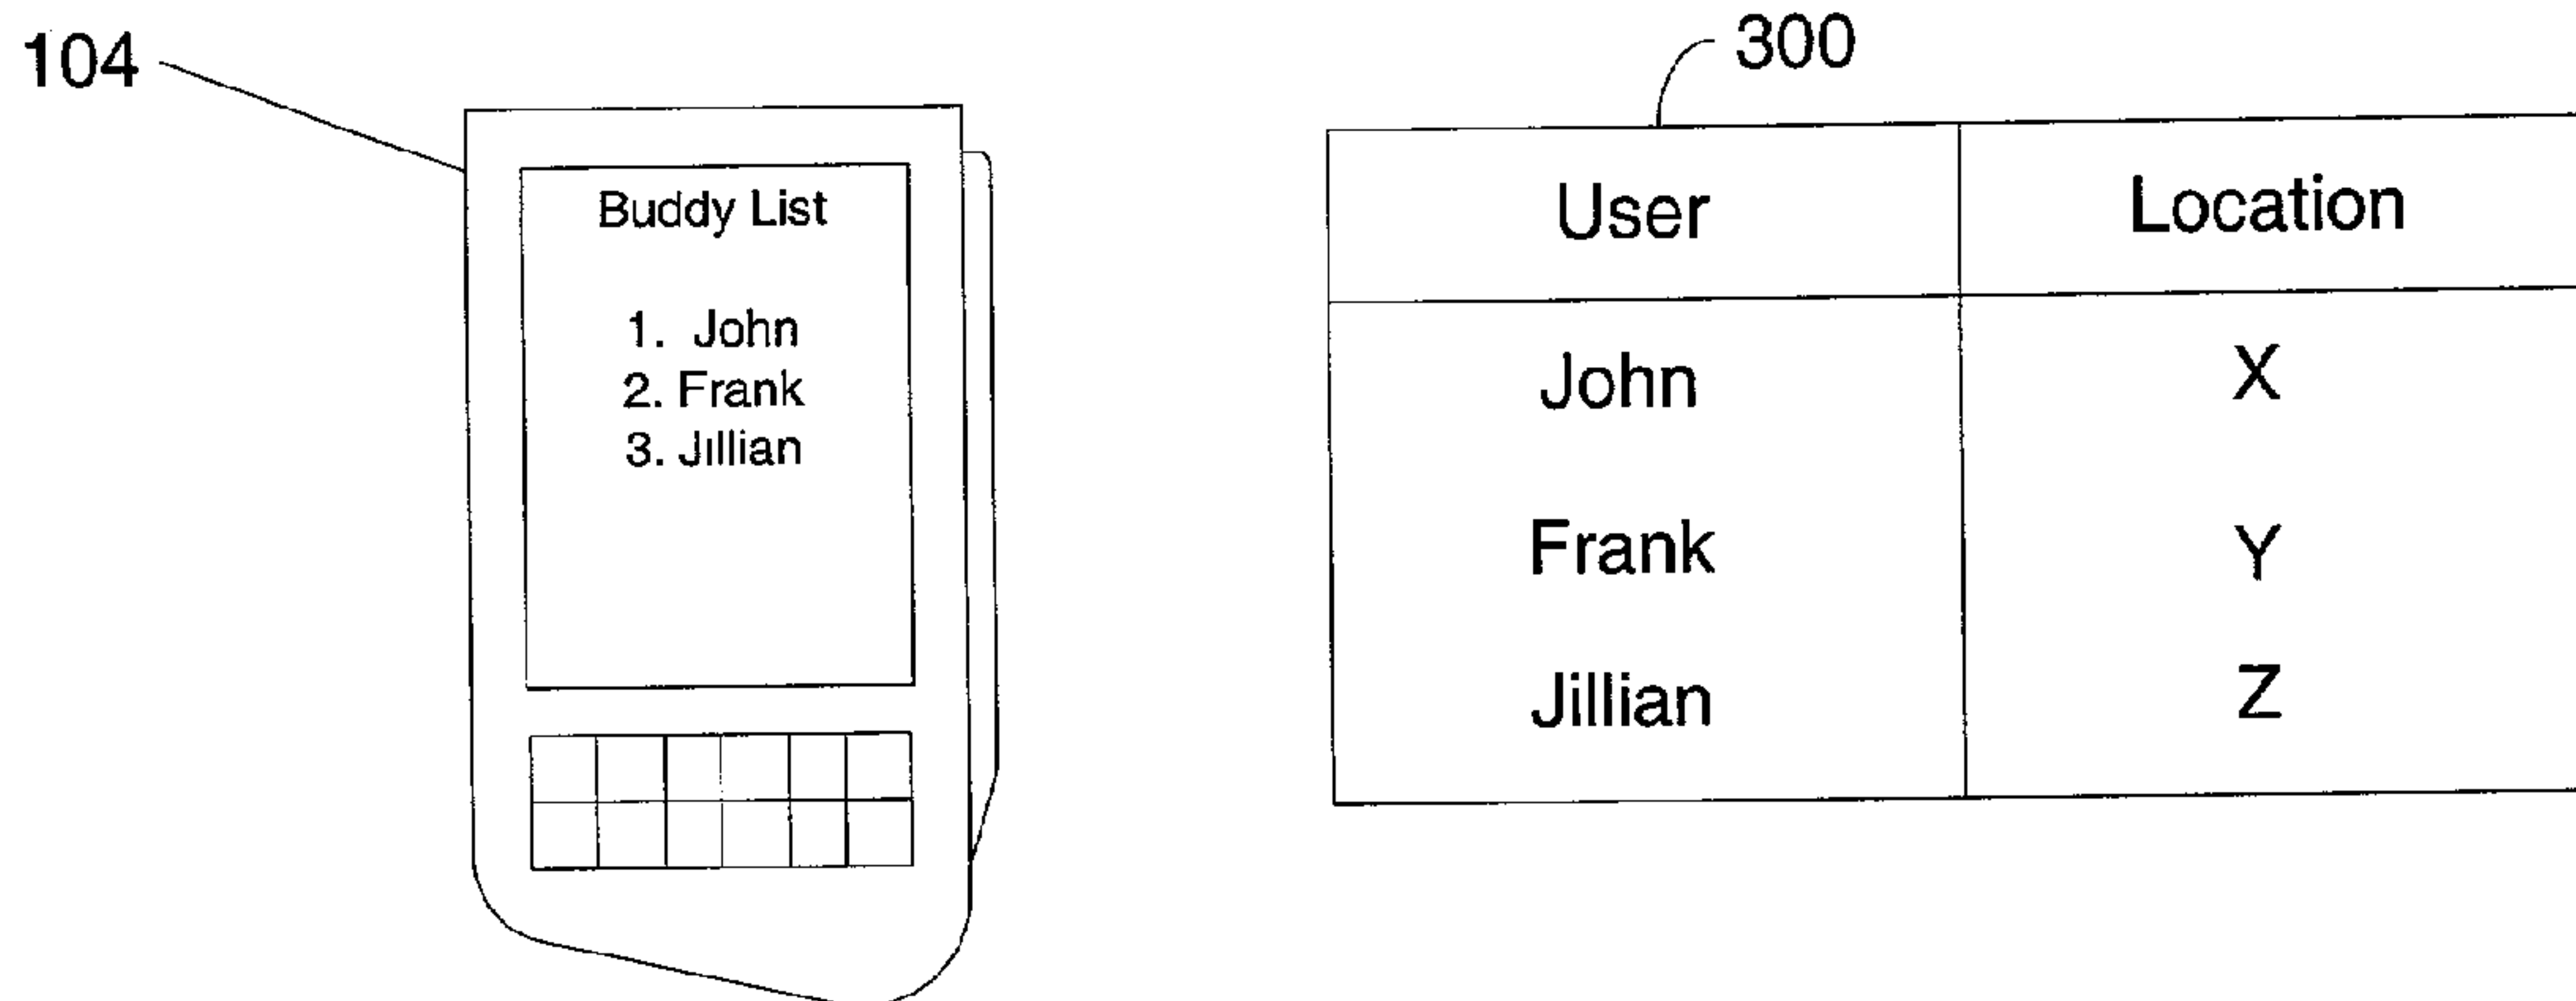 104
Buddy List
1. John
2. Frank
3. Jillian
300
User Location
John X
Frank Y
Jillian Z